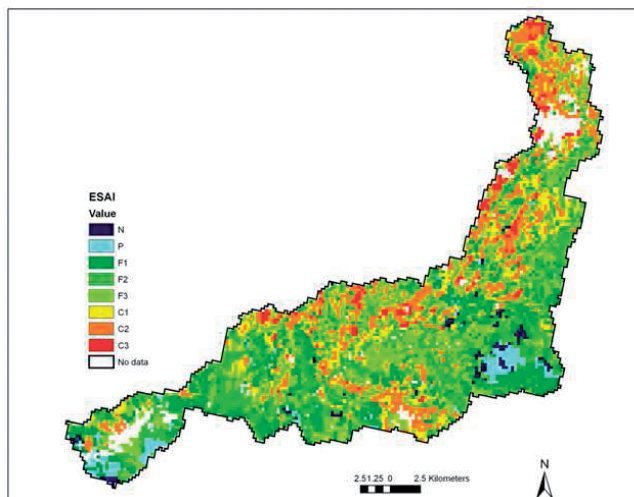 ESAI
Value
N
P
F1
F2
F3
C1
C2
C3
No data
2.51.25 0 2.5 Kilometers
N